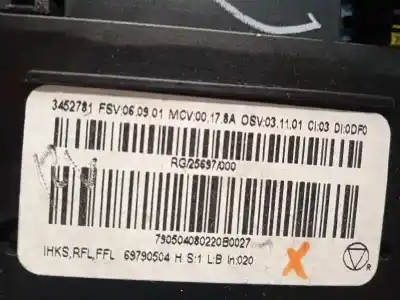 3452781 FSV:06.09.01 MCV:00.17.8A OSV:03.11.01 CI:03 DI:0DF0
RG/25697/000
790504080220B0027
IHKS,RFL,FFL 69790504 H S:1 L:B In:020
R